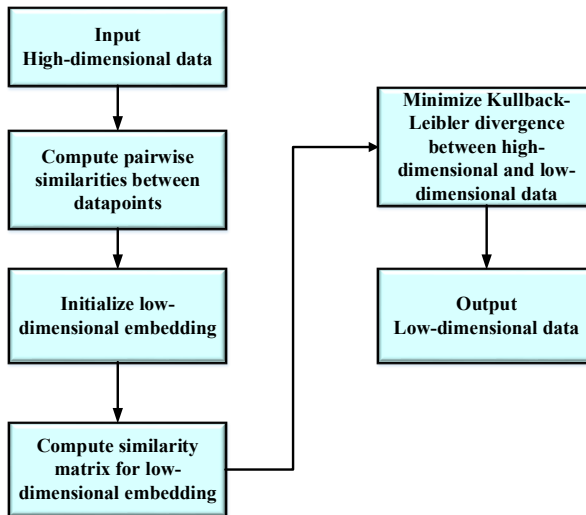 Input
High-dimensional data
Compute pairwise
similarities between
datapoints
Initialize low-
dimensional embedding
Compute similarity
matrix for low-
dimensional embedding
Minimize Kullback-
Leibler divergence
between high-
dimensional and low-
dimensional data
Output
Low-dimensional data